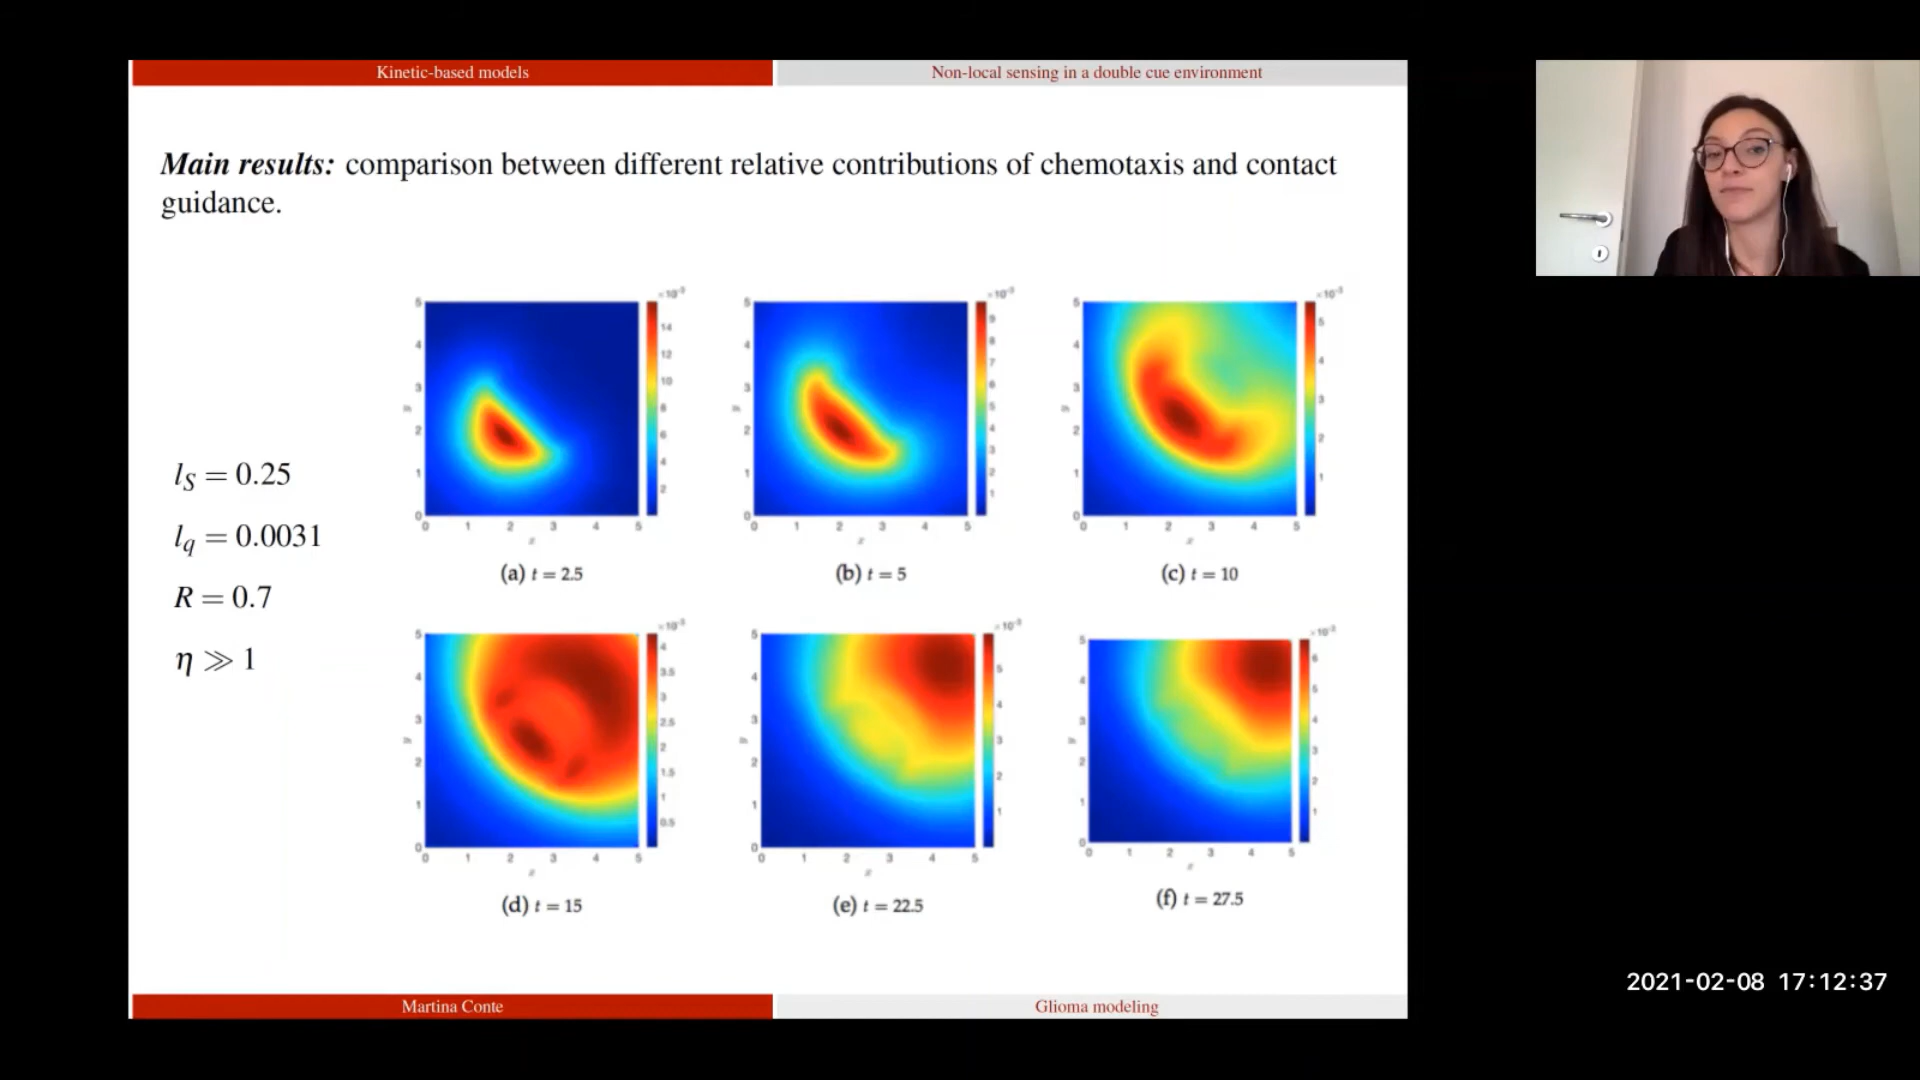 Kinetic-based models
Non-local sensing in a double cue environment
Main results: comparison between different relative contributions of chemotaxis and contact
guidance.
l_S = 0.25
l_q = 0.0031
R = 0.7
η ≫ 1
(a) t = 2.5
(b) t = 5
(c) t = 10
(d) t = 15
(e) t = 22.5
(f) t = 27.5
Martina Conte
Glioma modeling
2021-02-08 17:12:37